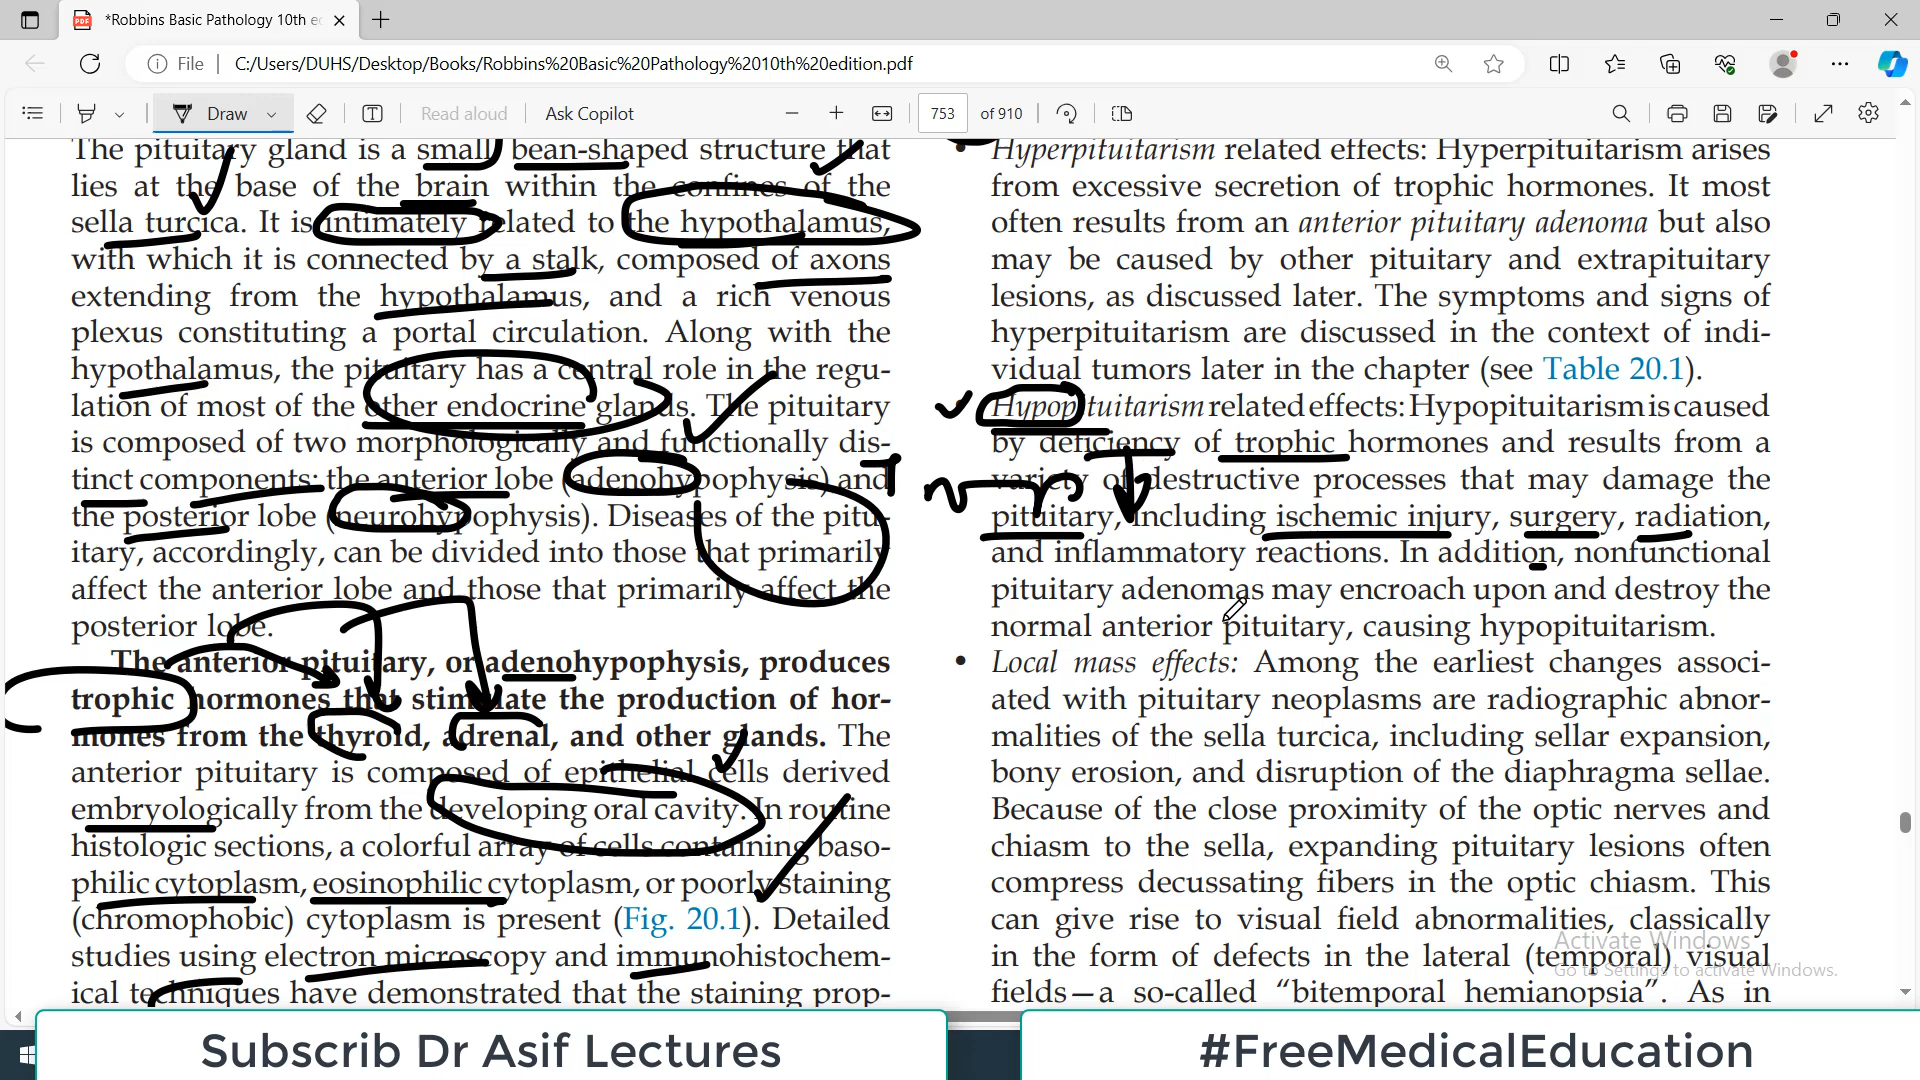 *Robbins Basic Pathology 10th e
File
C:/Users/DUHS/Desktop/Books/Robbins%20Basic%20Pathology%2010th%20edition.pdf
Draw
Read aloud
Ask Copilot
753 of 910
The pituitary gland is a small, bean-shaped structure that
lies at the base of the brain within the confines of the
sella turcica. It is intimately related to the hypothalamus,
with which it is connected by a stalk, composed of axons
extending from the hypothalamus, and a rich venous
plexus constituting a portal circulation. Along with the
hypothalamus, the pituitary has a central role in the regu-
lation of most of the other endocrine glands. The pituitary
is composed of two morphologically and functionally dis-
tinct components: the anterior lobe (adenohypophysis) and
the posterior lobe (neurohypophysis). Diseases of the pitu-
itary, accordingly, can be divided into those that primarily
affect the anterior lobe and those that primarily affect the
posterior lobe.
The anterior pituitary, or adenohypophysis, produces
trophic hormones that stimulate the production of hor-
mones from the thyroid, adrenal, and other glands. The
anterior pituitary is composed of epithelial cells derived
embryologically from the developing oral cavity. In routine
histologic sections, a colorful array of cells containing baso-
philic cytoplasm, eosinophilic cytoplasm, or poorly staining
(chromophobic) cytoplasm is present (Fig. 20.1). Detailed
studies using electron microscopy and immunohistochem-
ical techniques have demonstrated that the staining prop-
• Hyperpituitarism related effects: Hyperpituitarism arises
from excessive secretion of trophic hormones. It most
often results from an anterior pituitary adenoma but also
may be caused by other pituitary and extrapituitary
lesions, as discussed later. The symptoms and signs of
hyperpituitarism are discussed in the context of indi-
vidual tumors later in the chapter (see Table 20.1).
Hypopituitarism related effects: Hypopituitarism is caused
by deficiency of trophic hormones and results from a
variety of destructive processes that may damage the
pituitary, including ischemic injury, surgery, radiation,
and inflammatory reactions. In addition, nonfunctional
pituitary adenomas may encroach upon and destroy the
normal anterior pituitary, causing hypopituitarism.
• Local mass effects: Among the earliest changes associ-
ated with pituitary neoplasms are radiographic abnor-
malities of the sella turcica, including sellar expansion,
bony erosion, and disruption of the diaphragma sellae.
Because of the close proximity of the optic nerves and
chiasm to the sella, expanding pituitary lesions often
compress decussating fibers in the optic chiasm. This
can give rise to visual field abnormalities, classically
in the form of defects in the lateral (temporal) visual
fields—a so-called “bitemporal hemianopsia”. As in
Activate Windows
Go to Settings to activate Windows.
Subscrib Dr Asif Lectures
#FreeMedicalEducation